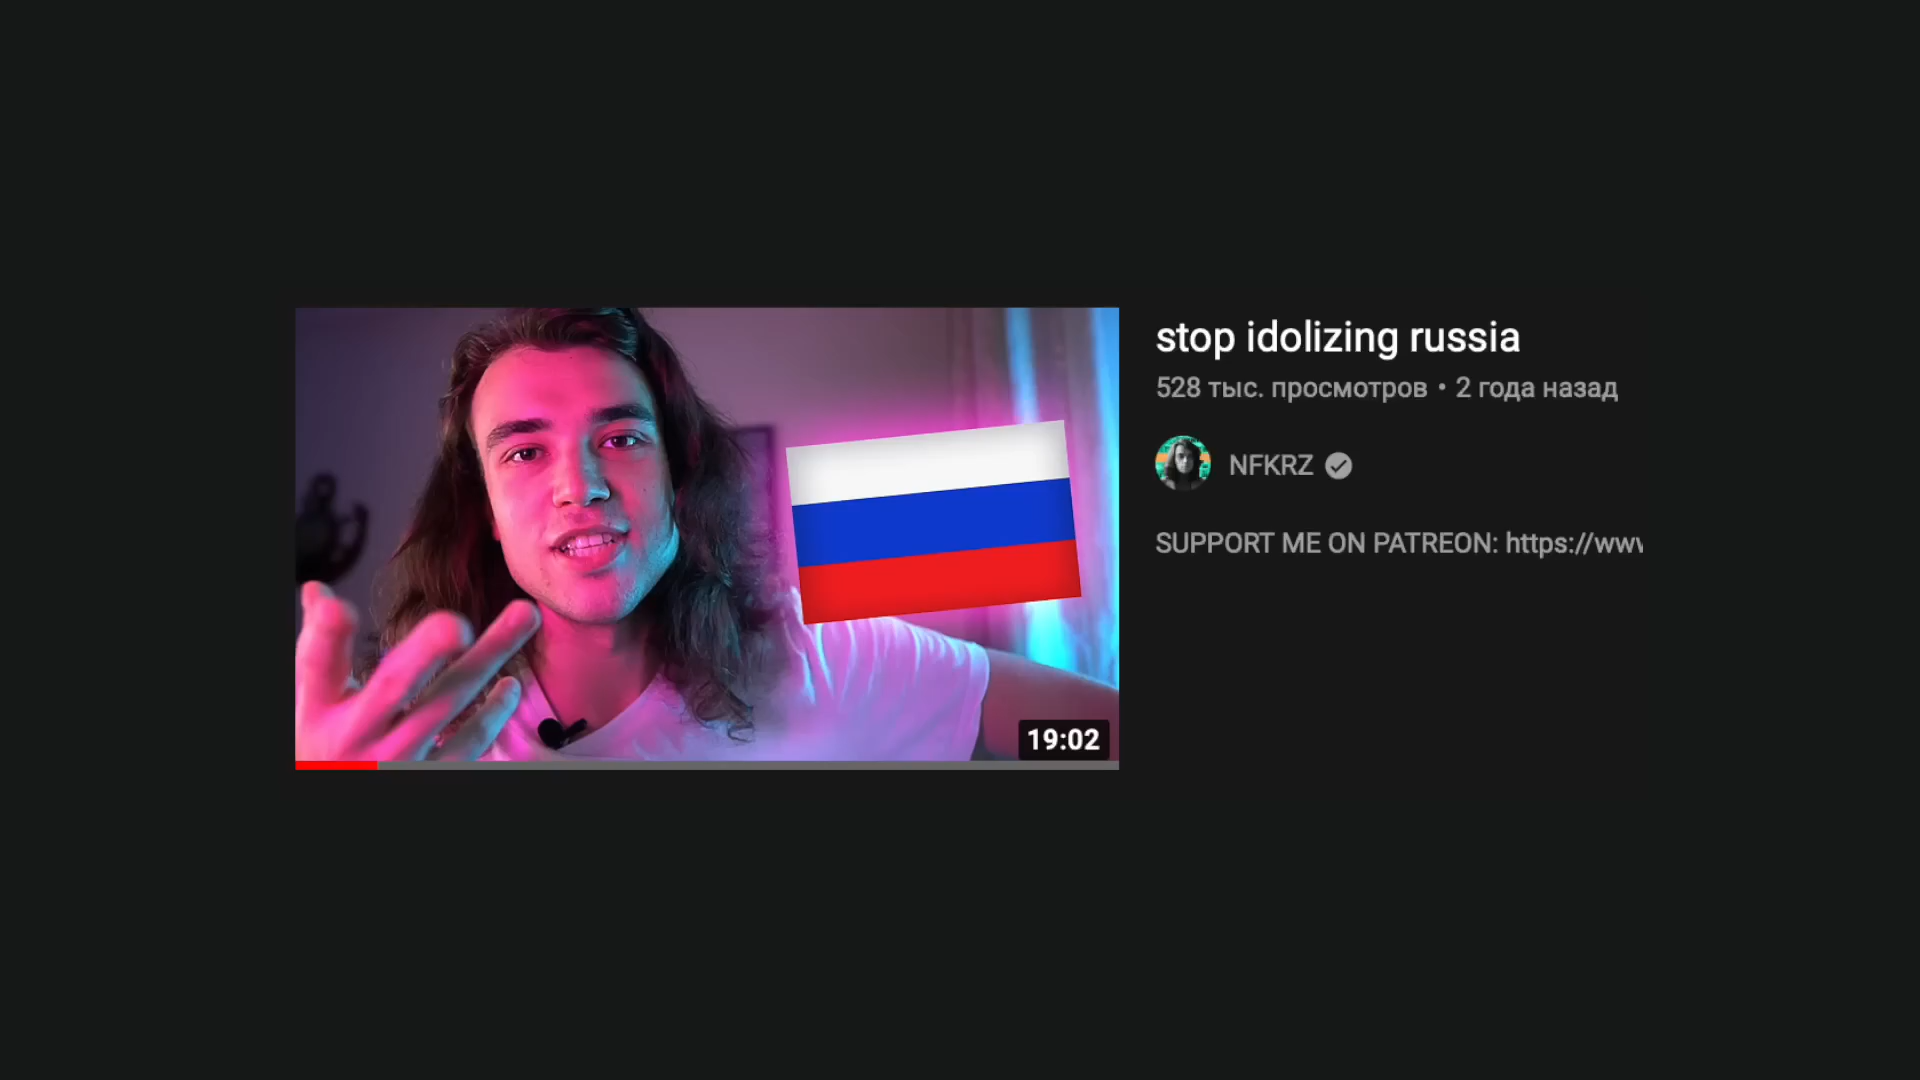 stop idolizing russia
528 тыс. просмотров • 2 года назад
NFKRZ
SUPPORT ME ON PATREON: https://www
19:02